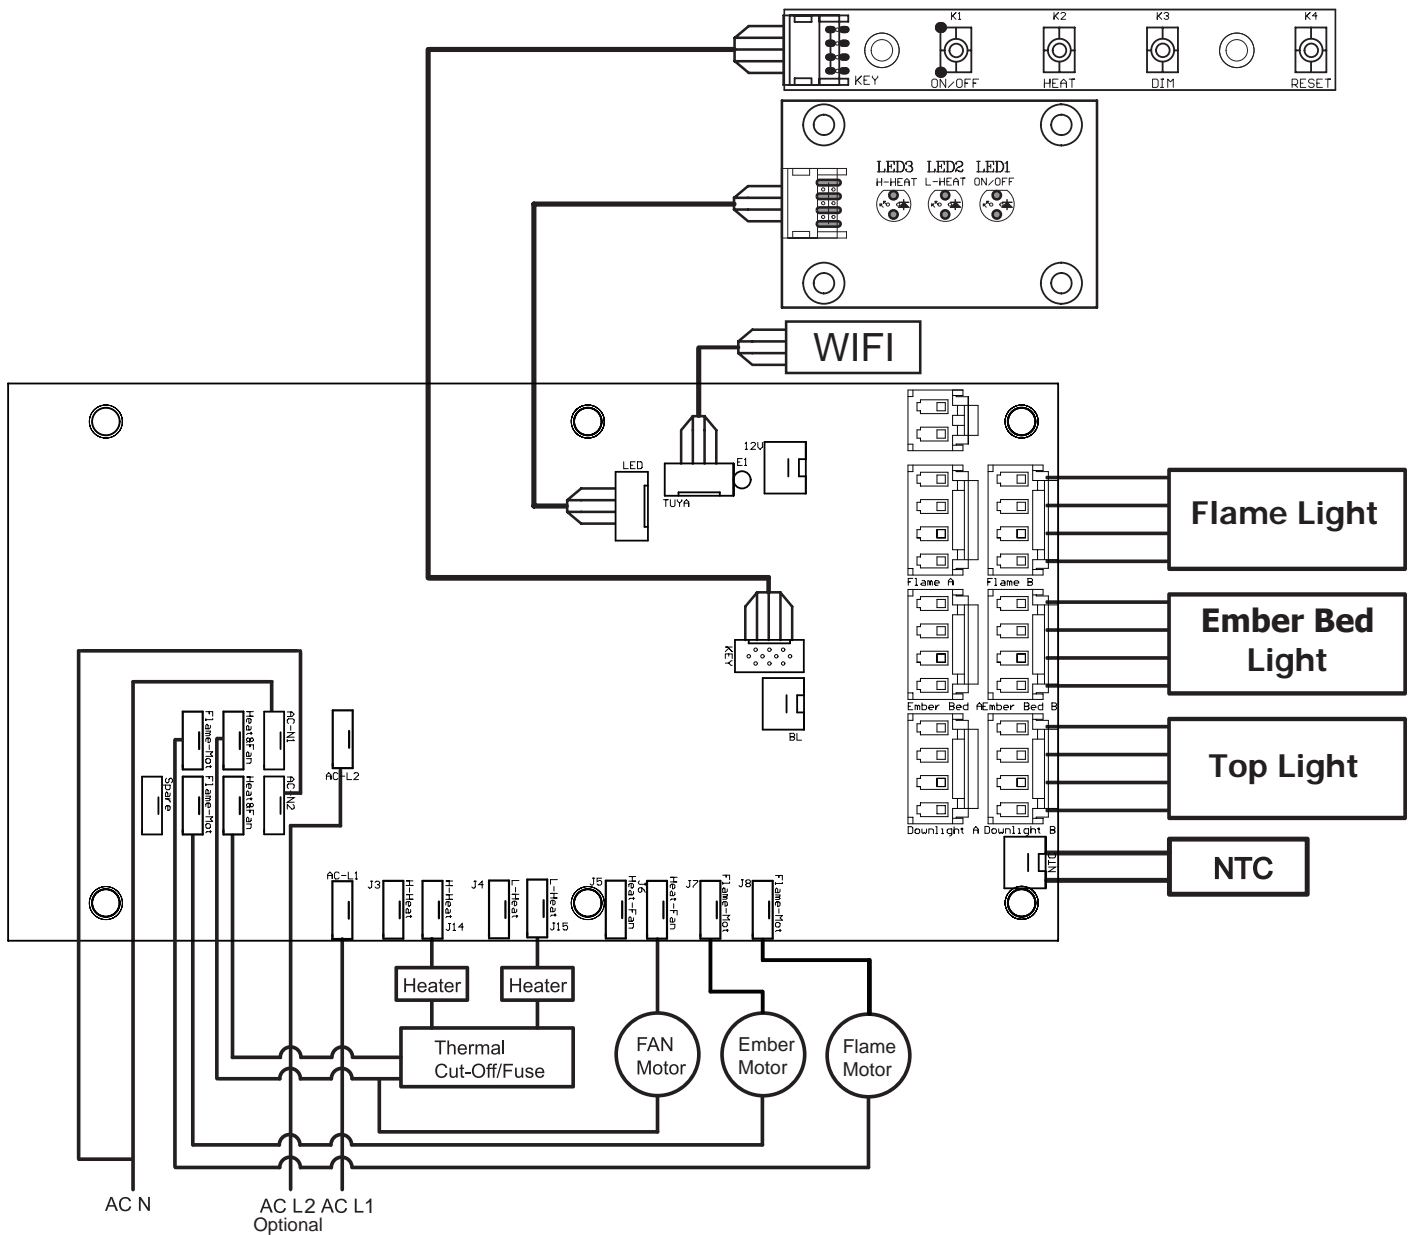 K1 K2 K3 K4
KEY ON/OFF HEAT DIM RESET
LED3 LED2 LED1
H-HEAT L-HEAT ON/OFF
WIFI
12V
LED
E1
TUYA
Flame Light
Flame A Flame B
Ember Bed
Light
KEY
Ember Bed A Ember Bed B
BL
Flame-Mot Heat&Fan AC-N1
AC-L2
Top Light
Spare Flame-Mot Heat&Fan AC-N2
Downlight A Downlight B
NTC
AC-L1 J3 H-Heat H-Heat J4 L-Heat L-Heat J5 Heat-Fan J6 Heat-Fan J7 Flame-Mot J8 Flame-Mot
J14 J15
Heater Heater
Thermal
Cut-Off/Fuse
FAN
Motor
Ember
Motor
Flame
Motor
AC N AC L2 AC L1
Optional